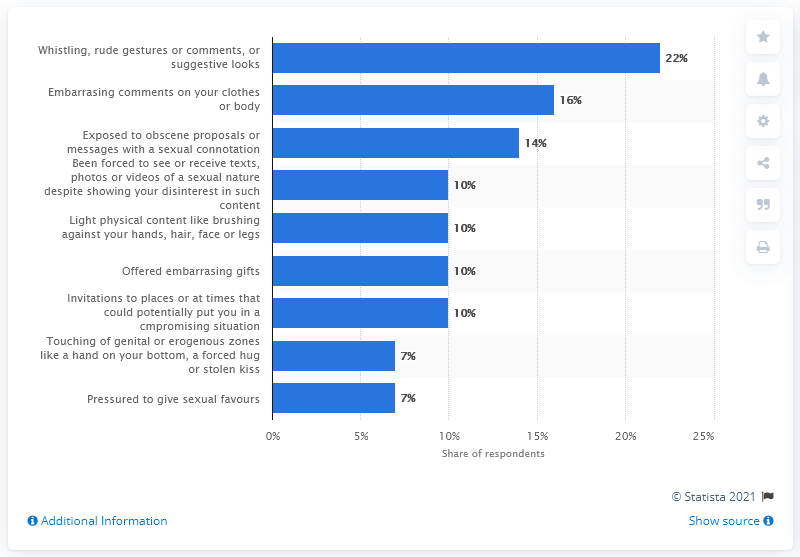 Whistling, rude gestures or comments, or
suggestive looks
22%
Embarrasing comments on your clothes
or body
16%
Exposed to obscene proposals or
messages with a sexual connotation
14%
Been forced to see or receive texts,
photos or videos of a sexual nature
despite showing your disinterest in such
content
10%
Light physical content like brushing
against your hands, hair, face or legs
10%
Offered embarrasing gifts
10%
Invitations to places or at times that
could potentially put you in a
cmpromising situation
10%
Touching of genital or erogenous zones
like a hand on your bottom, a forced hug
or stolen kiss
7%
Pressured to give sexual favours
7%
0% 5% 10% 15% 20% 25%
Share of respondents
© Statista 2021
Additional Information Show source